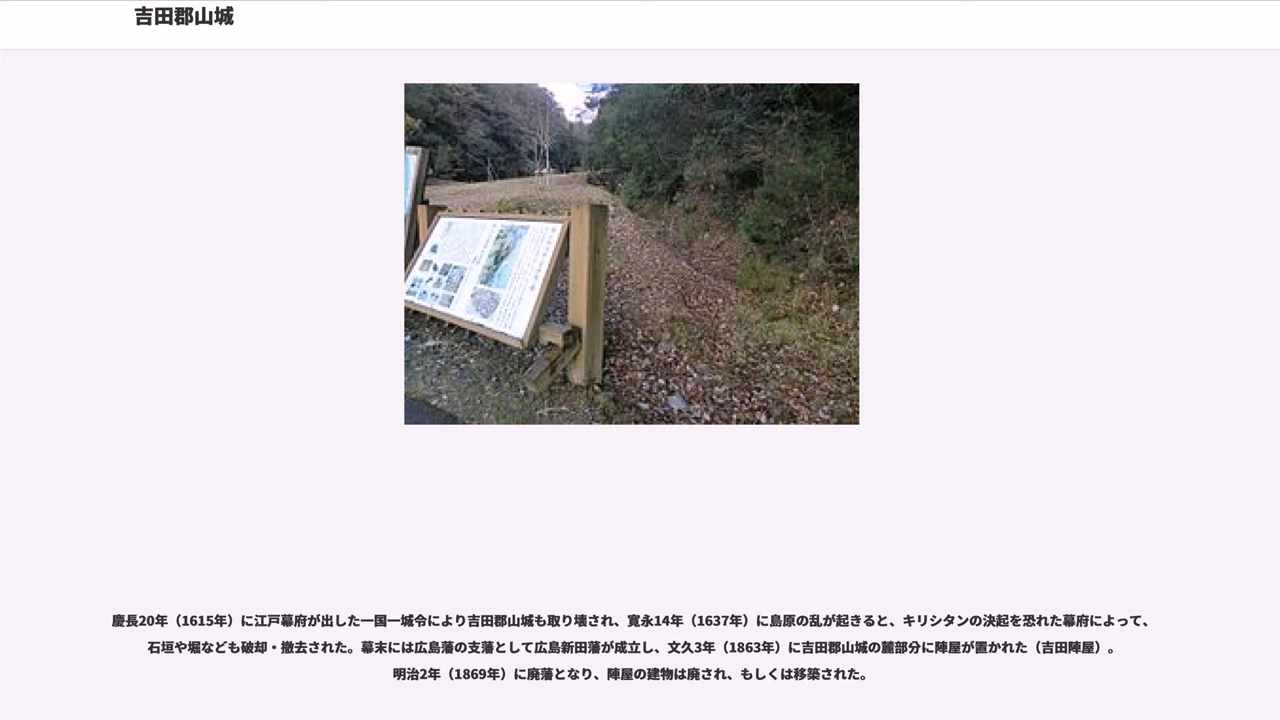 吉田郡山城
慶長20年（1615年）に江戸幕府が出した一国一城令により吉田郡山城も取り壊され、寛永14年（1637年）に島原の乱が起きると、キリシタンの決起を恐れた幕府によって、
石垣や堀なども破却・撤去された。幕末には広島藩の支藩として広島新田藩が成立し、文久3年（1863年）に吉田郡山城の麓部分に陣屋が置かれた（吉田陣屋）。
明治2年（1869年）に廃藩となり、陣屋の建物は廃され、もしくは移築された。